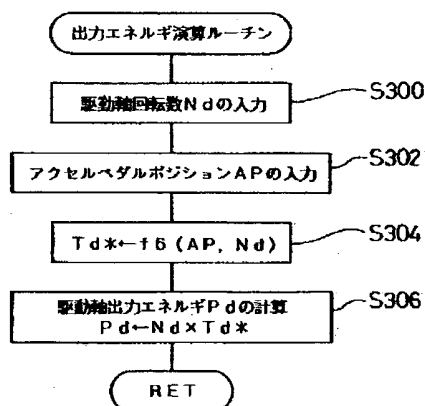 出力エネルギ演算ルーチン
駆動軸回転数Ndの入力
S300
アクセルペダルポジションAPの入力
S302
Td*←f6(AP, Nd)
S304
駆動軸出力エネルギPdの計算
Pd←Nd×Td*
S306
RET